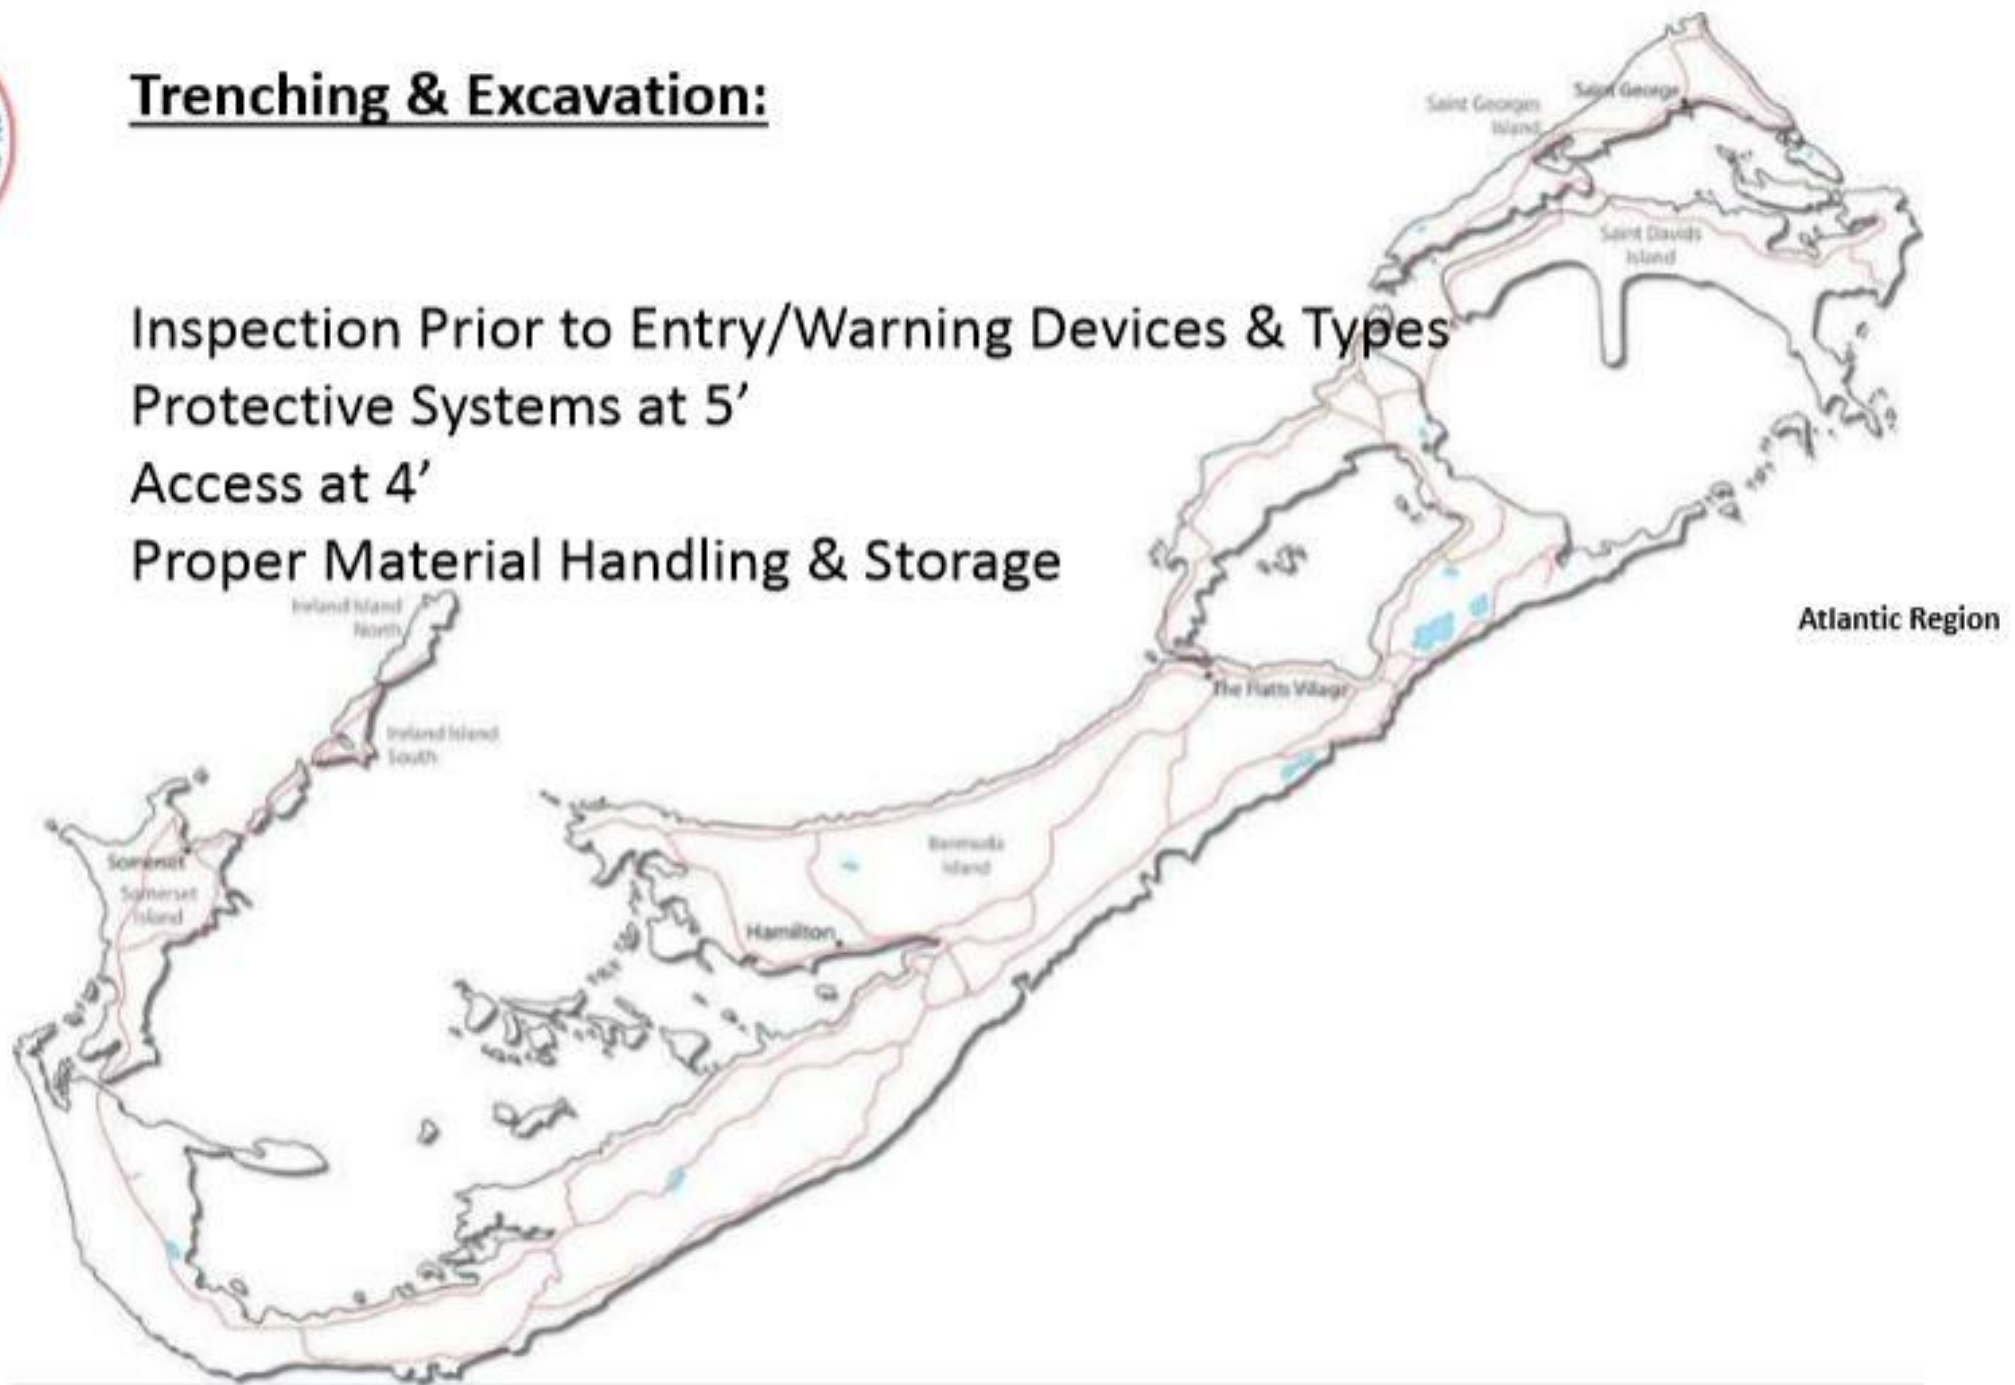 Trenching & Excavation:
Inspection Prior to Entry/Warning Devices & Types
Protective Systems at 5’
Access at 4’
Proper Material Handling & Storage
Saint George
Saint Georges
Island
Saint Davids
Island
Atlantic Region
Ireland Island
North
Ireland Island
South
The Flatts Village
Bermuda
Island
Somerset
Somerset
Island
Hamilton